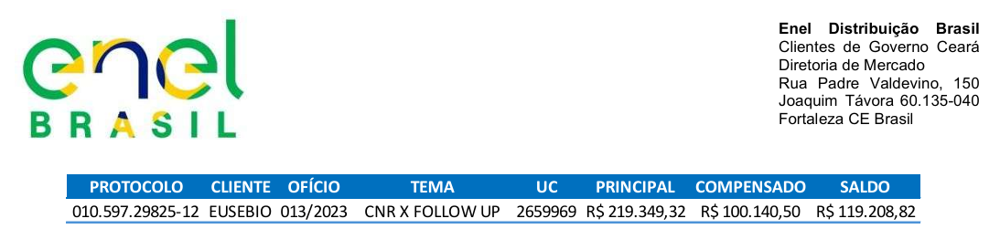 enel
BRASIL
Enel Distribuição Brasil
Clientes de Governo Ceará
Diretoria de Mercado
Rua Padre Valdevino, 150
Joaquim Távora 60.135-040
Fortaleza CE Brasil
PROTOCOLO CLIENTE OFÍCIO TEMA UC PRINCIPAL COMPENSADO SALDO
010.597.29825-12 EUSEBIO 013/2023 CNR X FOLLOW UP 2659969 R$ 219.349,32 R$ 100.140,50 R$ 119.208,82